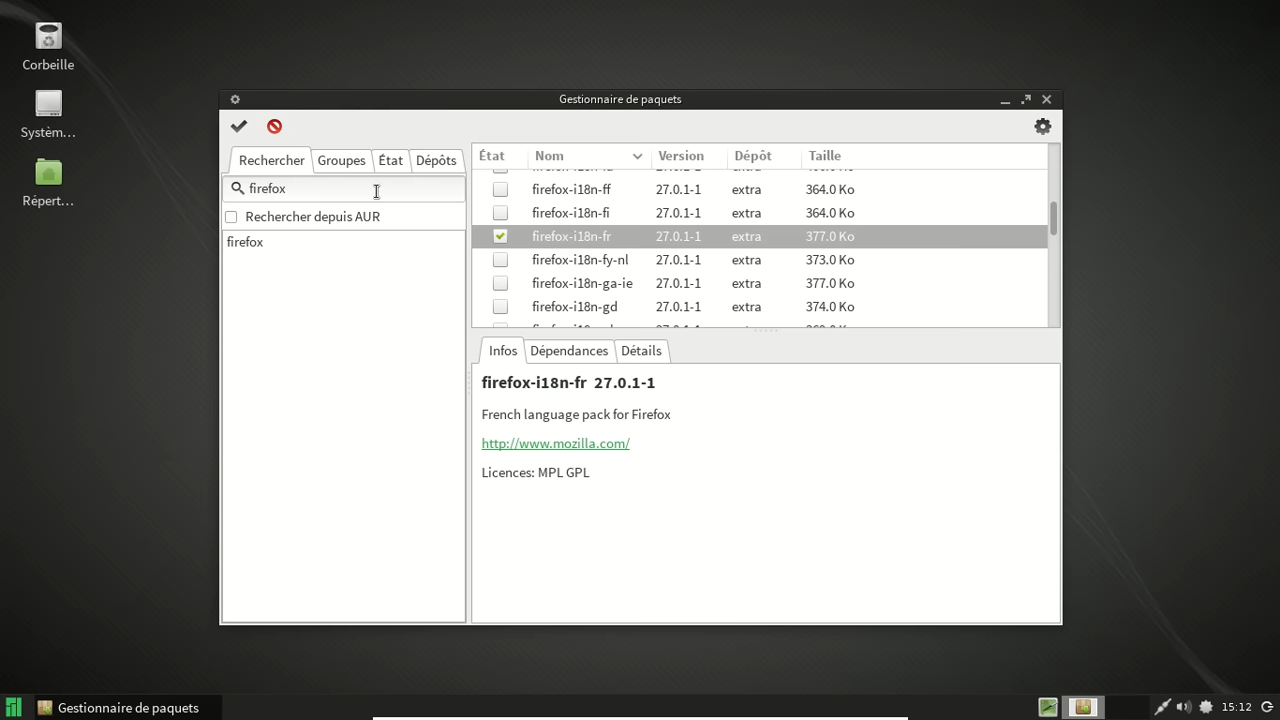 Corbeille
Systèm...
Répert...
Gestionnaire de paquets
Rechercher Groupes État Dépôts
firefox
Rechercher depuis AUR
firefox
État Nom Version Dépôt Taille
firefox-i18n-ff 27.0.1-1 extra 364.0 Ko
firefox-i18n-fi 27.0.1-1 extra 364.0 Ko
firefox-i18n-fr 27.0.1-1 extra 377.0 Ko
firefox-i18n-fy-nl 27.0.1-1 extra 373.0 Ko
firefox-i18n-ga-ie 27.0.1-1 extra 377.0 Ko
firefox-i18n-gd 27.0.1-1 extra 374.0 Ko
Infos Dépendances Détails
firefox-i18n-fr 27.0.1-1
French language pack for Firefox
http://www.mozilla.com/
Licences: MPL GPL
Gestionnaire de paquets
15:12